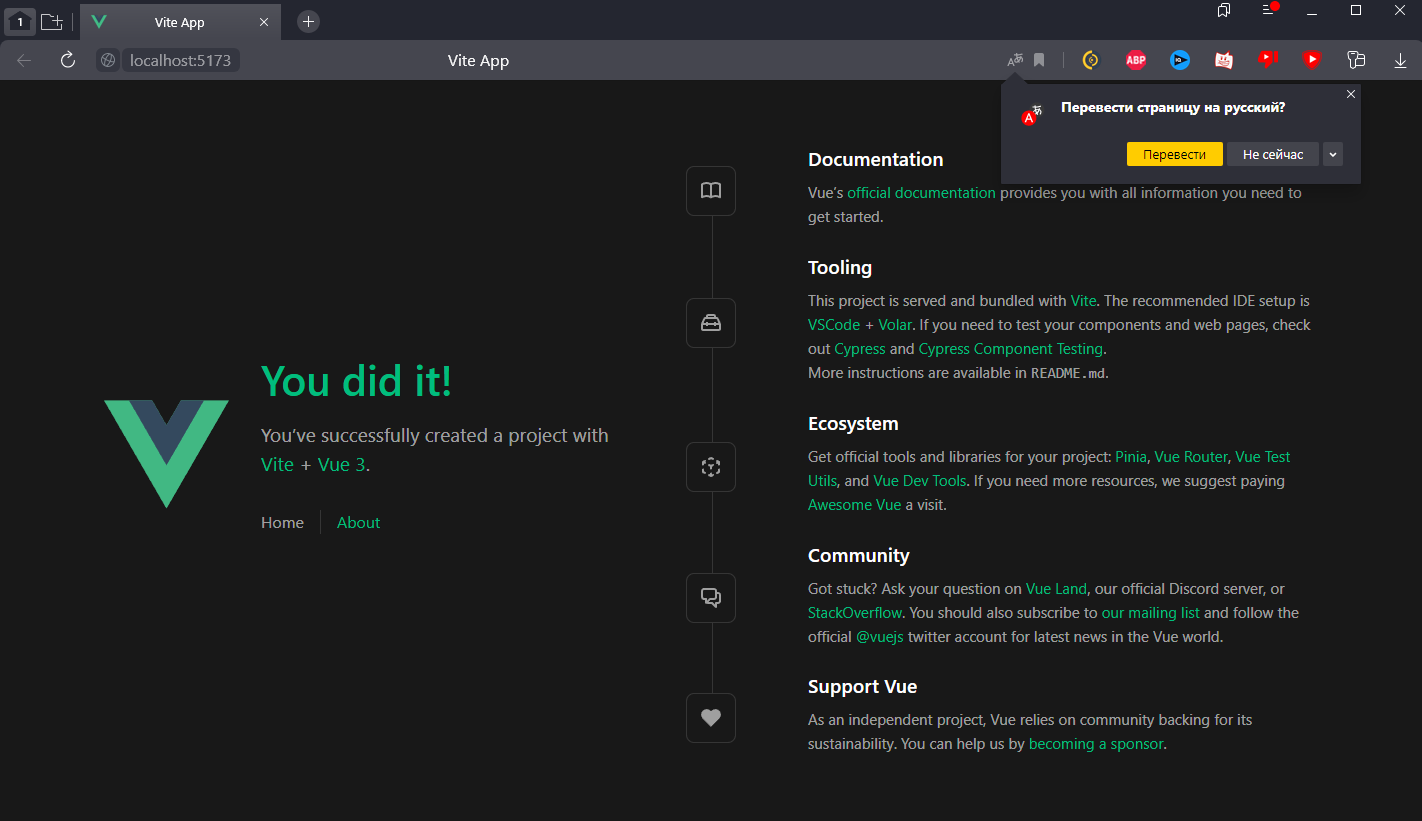 1
Vite App
localhost:5173
Vite App
ABP
Перевести страницу на русский?
Перевести
Не сейчас
You did it!
You’ve successfully created a project with
Vite + Vue 3.
Home
About
Documentation
Vue’s official documentation provides you with all information you need to
get started.
Tooling
This project is served and bundled with Vite. The recommended IDE setup is
VSCode + Volar. If you need to test your components and web pages, check
out Cypress and Cypress Component Testing.
More instructions are available in README.md.
Ecosystem
Get official tools and libraries for your project: Pinia, Vue Router, Vue Test
Utils, and Vue Dev Tools. If you need more resources, we suggest paying
Awesome Vue a visit.
Community
Got stuck? Ask your question on Vue Land, our official Discord server, or
StackOverflow. You should also subscribe to our mailing list and follow the
official @vuejs twitter account for latest news in the Vue world.
Support Vue
As an independent project, Vue relies on community backing for its
sustainability. You can help us by becoming a sponsor.